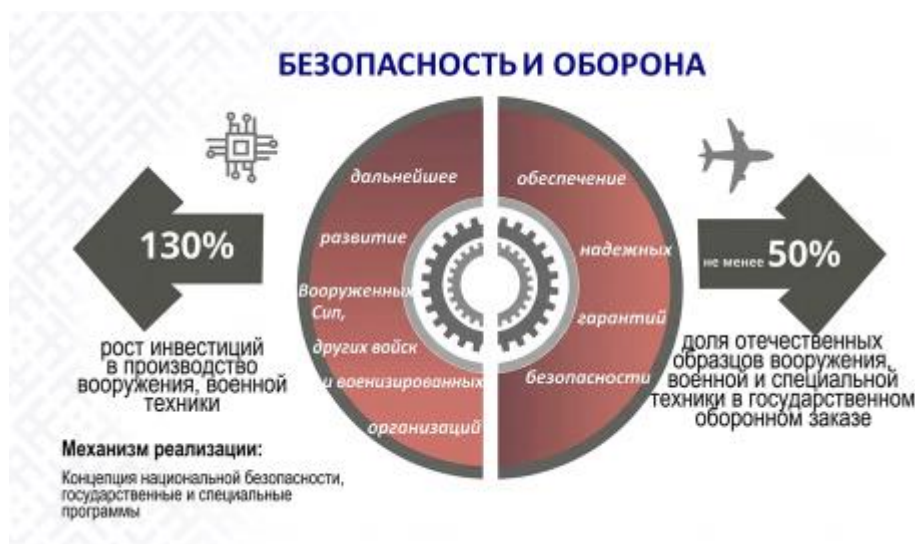 БЕЗОПАСНОСТЬ И ОБОРОНА
дальнейшее
развитие
Вооруженных
Сил,
других войск
и военизированных
организаций
обеспечение
надежных
гарантий
безопасности
130%
рост инвестиций
в производство
вооружения, военной
техники
не менее 50%
доля отечественных
образцов вооружения,
военной и специальной
техники в государственном
оборонном заказе
Механизм реализации:
Концепция национальной безопасности,
государственные и специальные
программы